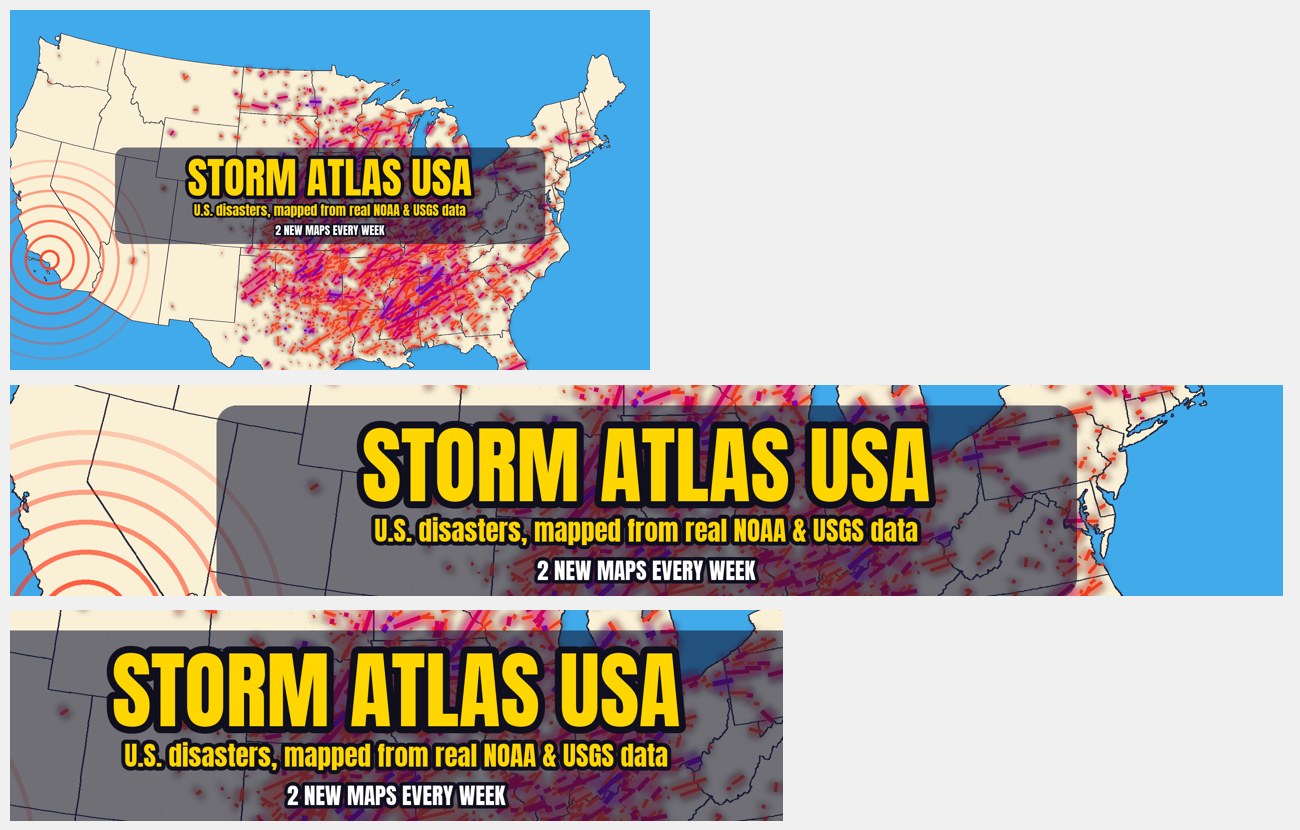 STORM ATLAS USA
U.S. disasters, mapped from real NOAA & USGS data
2 NEW MAPS EVERY WEEK
STORM ATLAS USA
U.S. disasters, mapped from real NOAA & USGS data
2 NEW MAPS EVERY WEEK
STORM ATLAS USA
U.S. disasters, mapped from real NOAA & USGS data
2 NEW MAPS EVERY WEEK